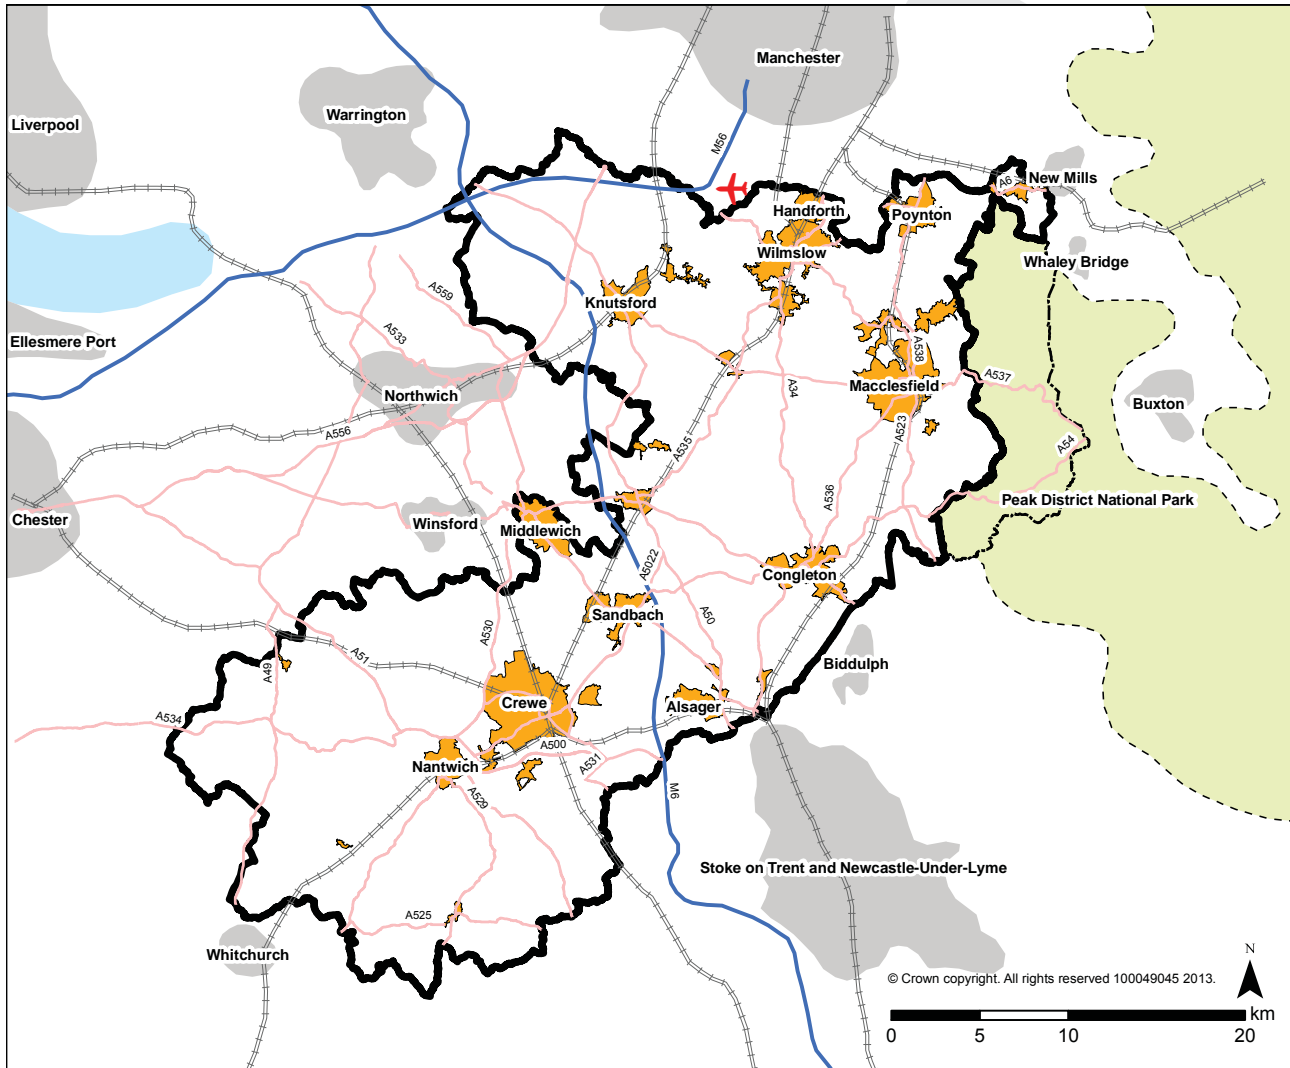 Manchester
Warrington
Liverpool
M56
A6
New Mills
Handforth
Poynton
Wilmslow
Whaley Bridge
A559
Knutsford
A533
Ellesmere Port
A538
A537
Macclesfield
A34
Northwich
Buxton
A556
A523
A535
A54
A536
Peak District National Park
Chester
Winsford
Middlewich
A5022
Congleton
Sandbach
A50
A530
A51
Biddulph
A49
Crewe
Alsager
A534
A500
A531
Nantwich
M6
A529
Stoke on Trent and Newcastle-Under-Lyme
A525
Whitchurch
N
© Crown copyright. All rights reserved 100049045 2013.
km
0 5 10 20